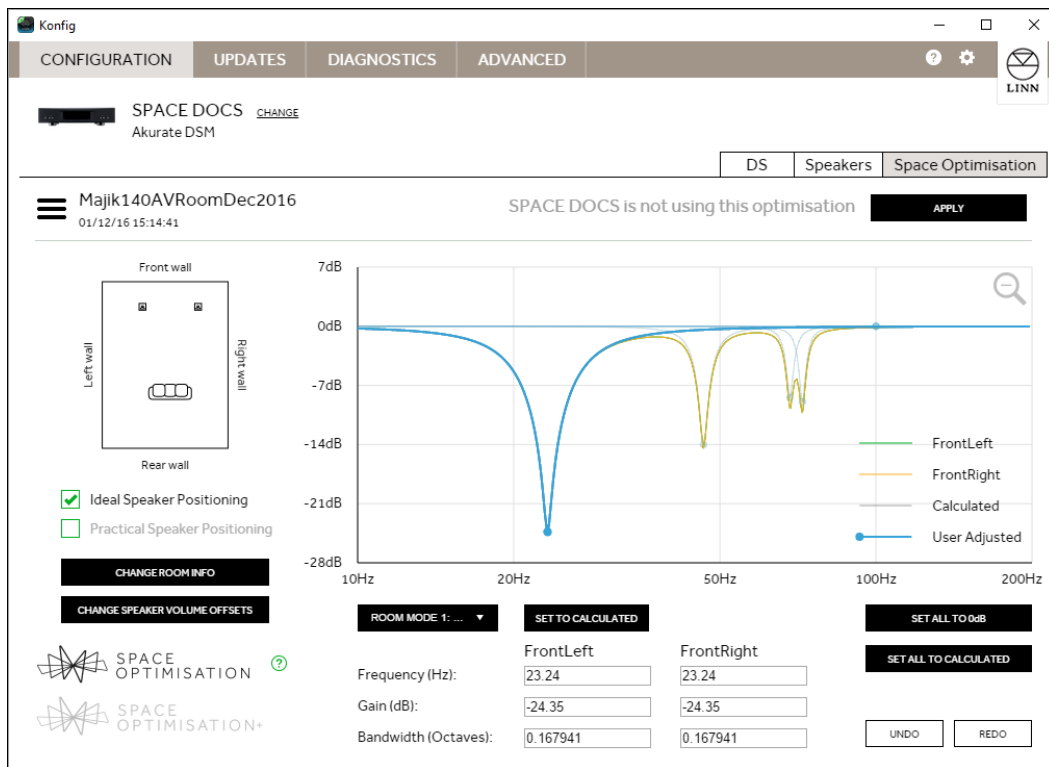 Konfig
CONFIGURATION UPDATES DIAGNOSTICS ADVANCED
?
LINN
SPACE DOCS CHANGE
Akurate DSM
DS Speakers Space Optimisation
Majik140AVRoomDec2016
01/12/16 15:14:41
SPACE DOCS is not using this optimisation
APPLY
Front wall
Left wall
Right wall
Rear wall
Ideal Speaker Positioning
Practical Speaker Positioning
CHANGE ROOM INFO
CHANGE SPEAKER VOLUME OFFSETS
SPACE
OPTIMISATION
?
SPACE
OPTIMISATION+
7dB
0dB
-7dB
-14dB
-21dB
-28dB
10Hz 20Hz 50Hz 100Hz 200Hz
FrontLeft
FrontRight
Calculated
User Adjusted
ROOM MODE 1: ... ▼ SET TO CALCULATED SET ALL TO 0dB
FrontLeft FrontRight
SET ALL TO CALCULATED
Frequency (Hz): 23.24 23.24
Gain (dB): -24.35 -24.35
Bandwidth (Octaves): 0.167941 0.167941
UNDO REDO